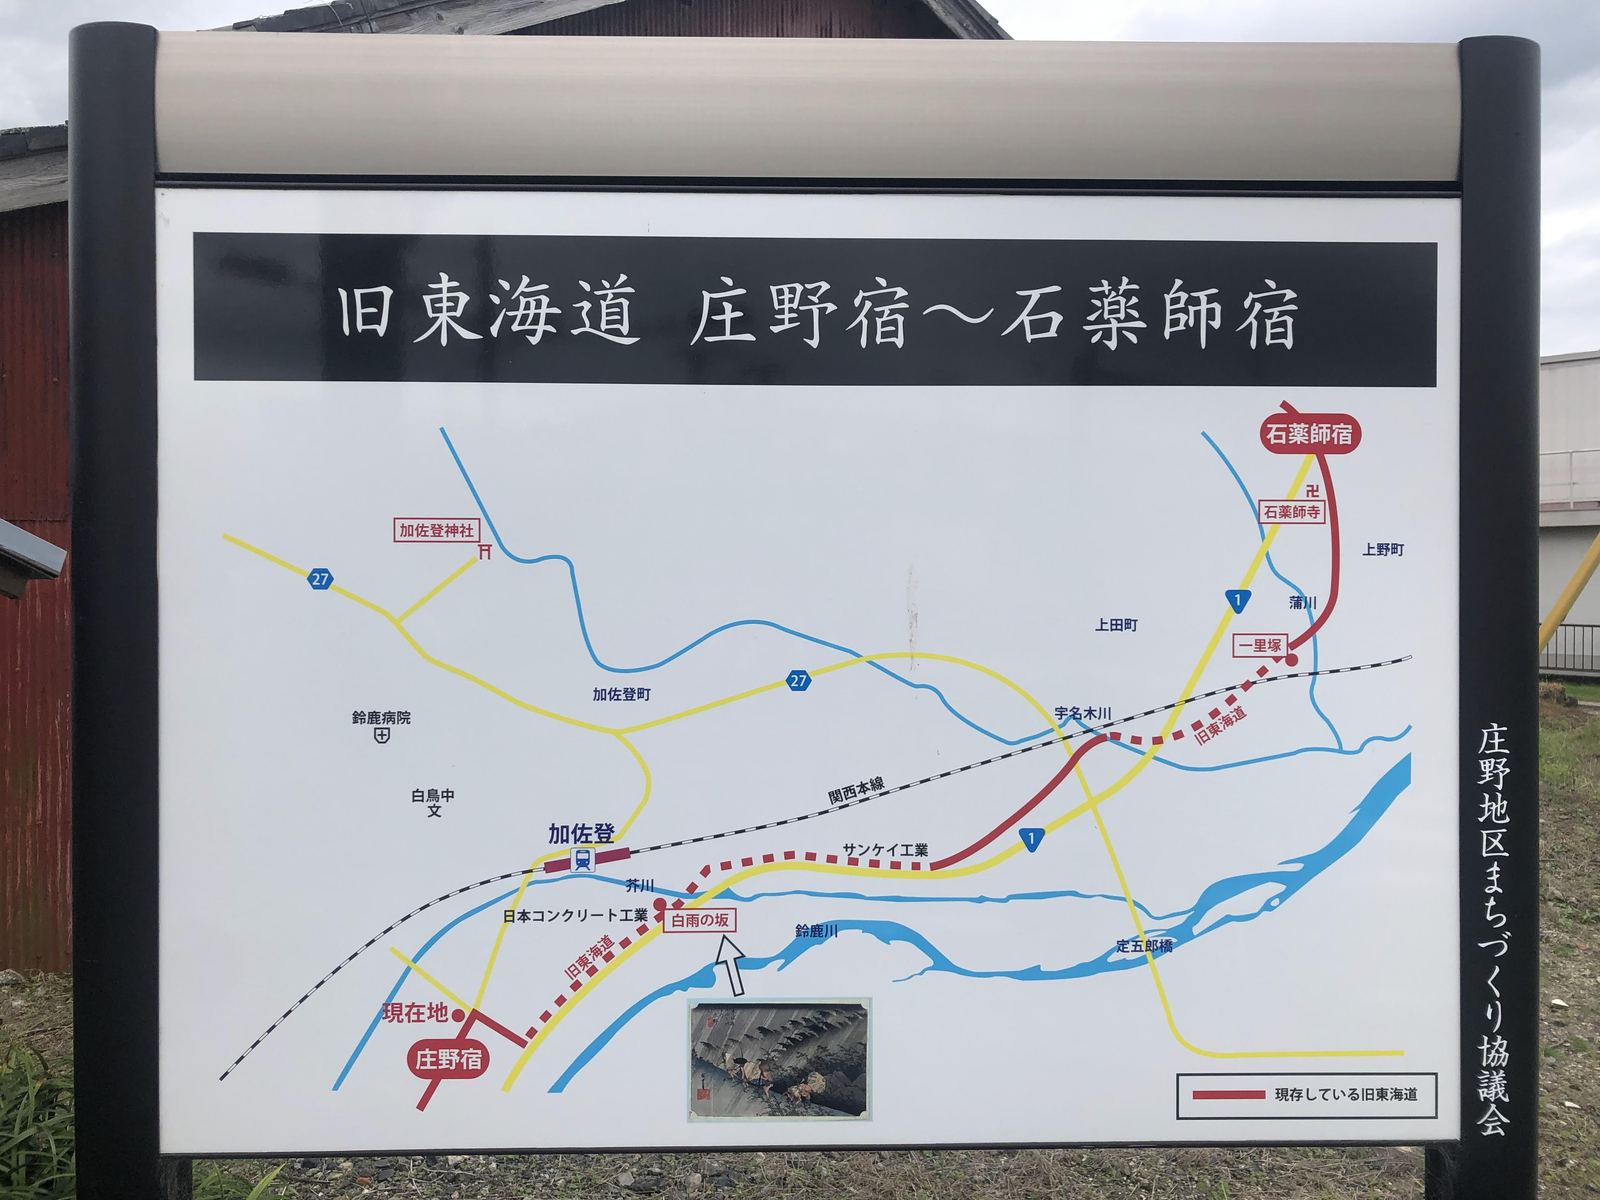 旧東海道 庄野宿～石薬師宿
石薬師宿
卍
石薬師寺
上野町
加佐登神社
27
1
蒲川
上田町
一里塚
27
加佐登町
宇名木川
旧東海道
鈴鹿病院
関西本線
白鳥中
文
加佐登
サンケイ工業
1
芥川
日本コンクリート工業
白雨の坂
鈴鹿川
定五郎橋
旧東海道
現在地
庄野宿
現存している旧東海道
庄野地区まちづくり協議会